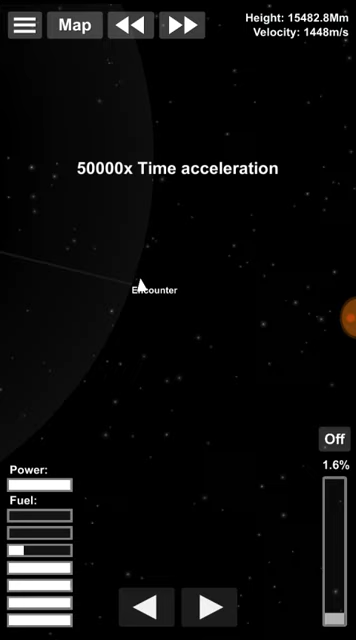 Map
Height: 15482.8Mm
Velocity: 1448m/s
50000x Time acceleration
Encounter
Off
1.6%
Power:
Fuel: